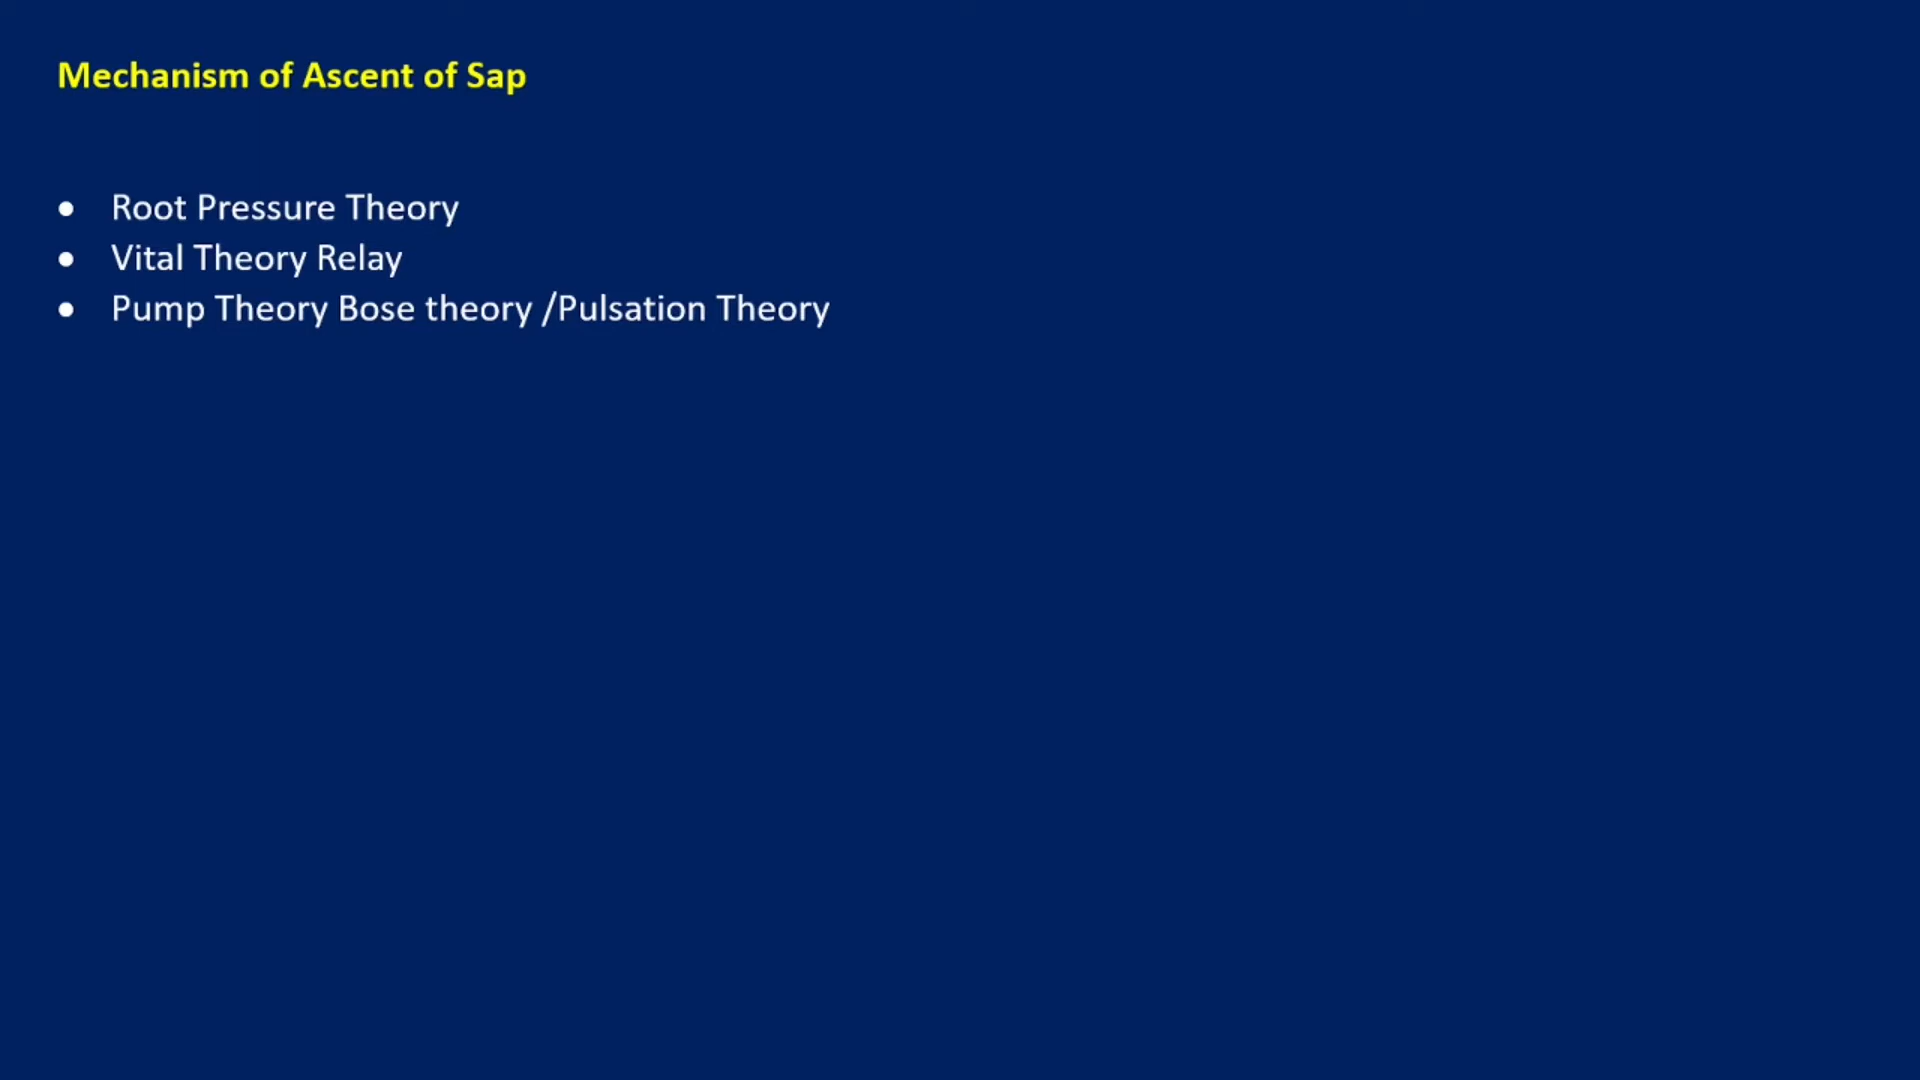 Mechanism of Ascent of Sap
• Root Pressure Theory
• Vital Theory Relay
• Pump Theory Bose theory /Pulsation Theory